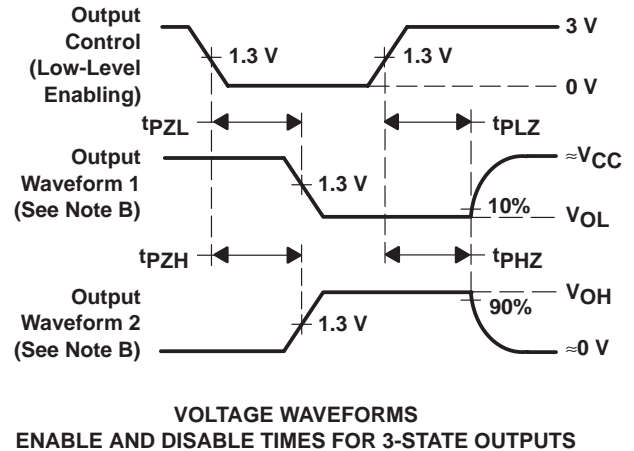 Output
Control
(Low-Level
Enabling)
1.3 V
1.3 V
3 V
0 V
tPZL
tPLZ
Output
Waveform 1
(See Note B)
1.3 V
≈VCC
10%
VOL
tPZH
tPHZ
Output
Waveform 2
(See Note B)
1.3 V
VOH
90%
≈0 V
VOLTAGE WAVEFORMS
ENABLE AND DISABLE TIMES FOR 3-STATE OUTPUTS